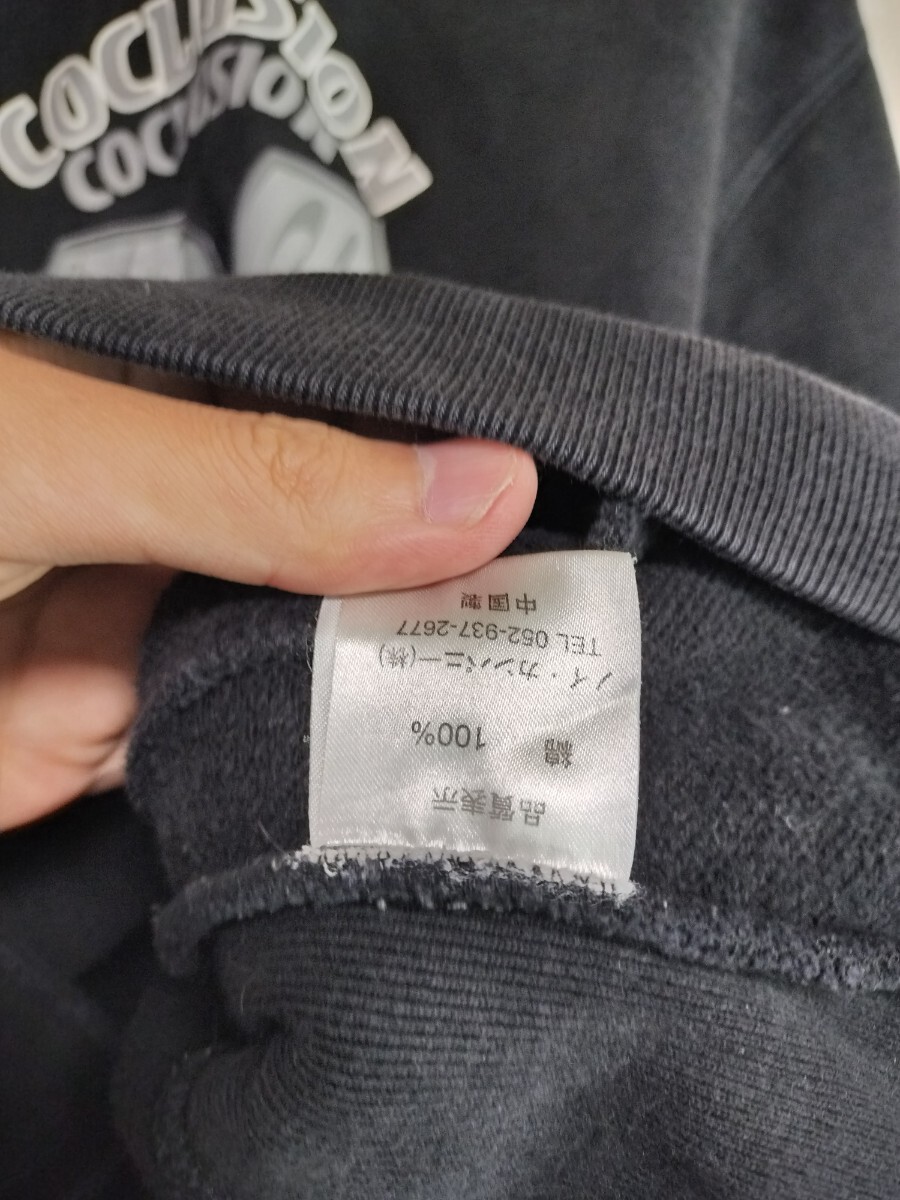 COCLUSION
COCLUSION
品質表示
綿 100%
ノイ・カンパニー(株)
TEL 052-937-2677
中国製